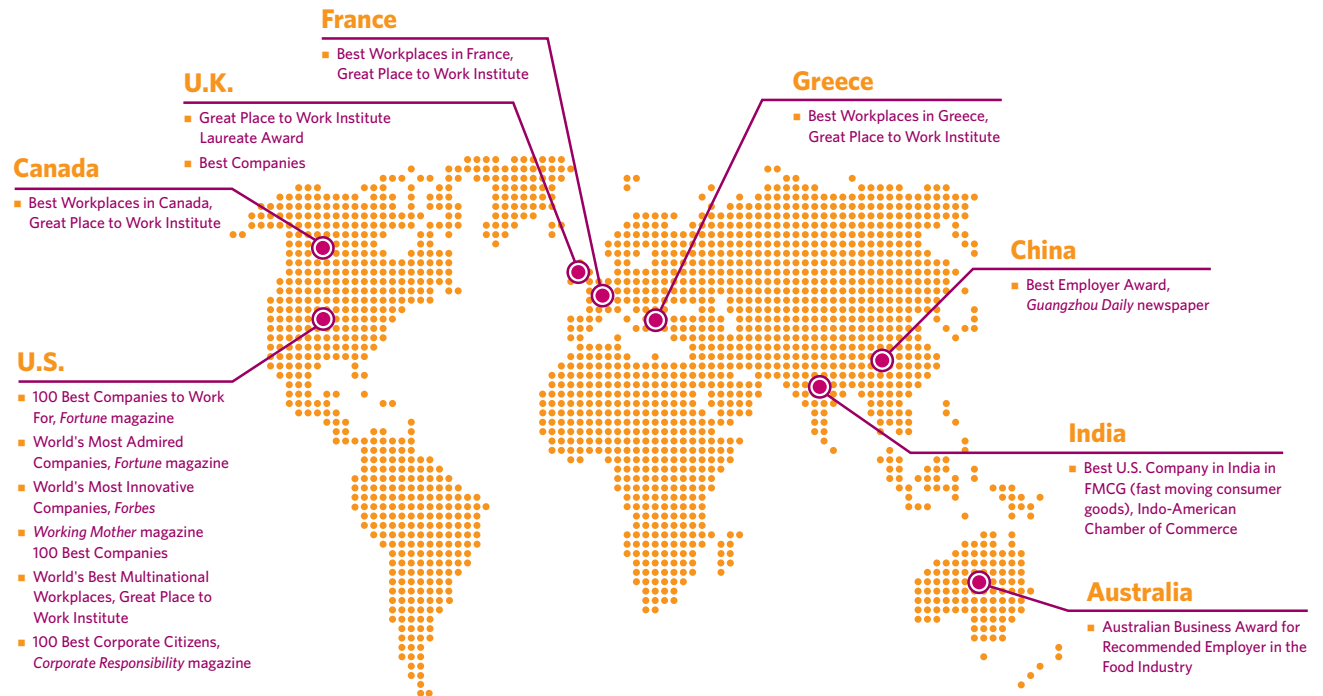 France
■ Best Workplaces in France,
Great Place to Work Institute
U.K.
■ Great Place to Work Institute
Laureate Award
■ Best Companies
Greece
■ Best Workplaces in Greece,
Great Place to Work Institute
Canada
■ Best Workplaces in Canada,
Great Place to Work Institute
China
■ Best Employer Award,
Guangzhou Daily newspaper
U.S.
■ 100 Best Companies to Work
For, Fortune magazine
■ World's Most Admired
Companies, Fortune magazine
■ World's Most Innovative
Companies, Forbes
■ Working Mother magazine
100 Best Companies
■ World's Best Multinational
Workplaces, Great Place to
Work Institute
■ 100 Best Corporate Citizens,
Corporate Responsibility magazine
India
■ Best U.S. Company in India in
FMCG (fast moving consumer
goods), Indo-American
Chamber of Commerce
Australia
■ Australian Business Award for
Recommended Employer in the
Food Industry